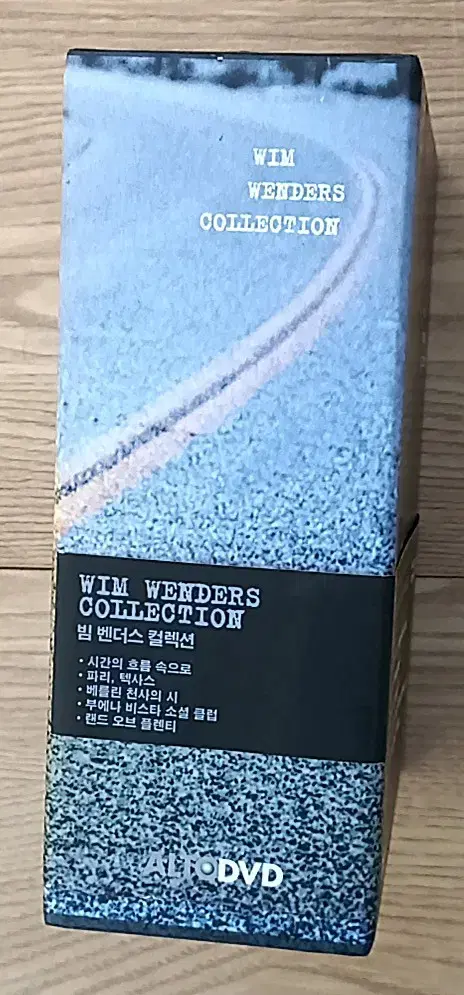 WIM
WENDERS
COLLECTION
WIM WENDERS
COLLECTION
빔 벤더스 컬렉션
· 시간의 흐름 속으로
· 파리, 텍사스
· 베를린 천사의 시
· 부에나 비스타 소셜 클럽
· 랜드 오브 플렌티
ALTODVD